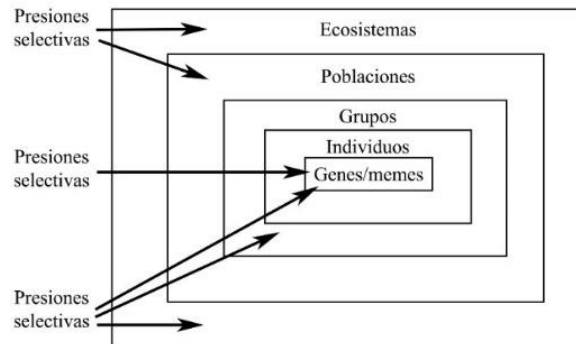 Presiones
selectivas
Ecosistemas
Poblaciones
Grupos
Individuos
Presiones
selectivas
Genes/memes
Presiones
selectivas